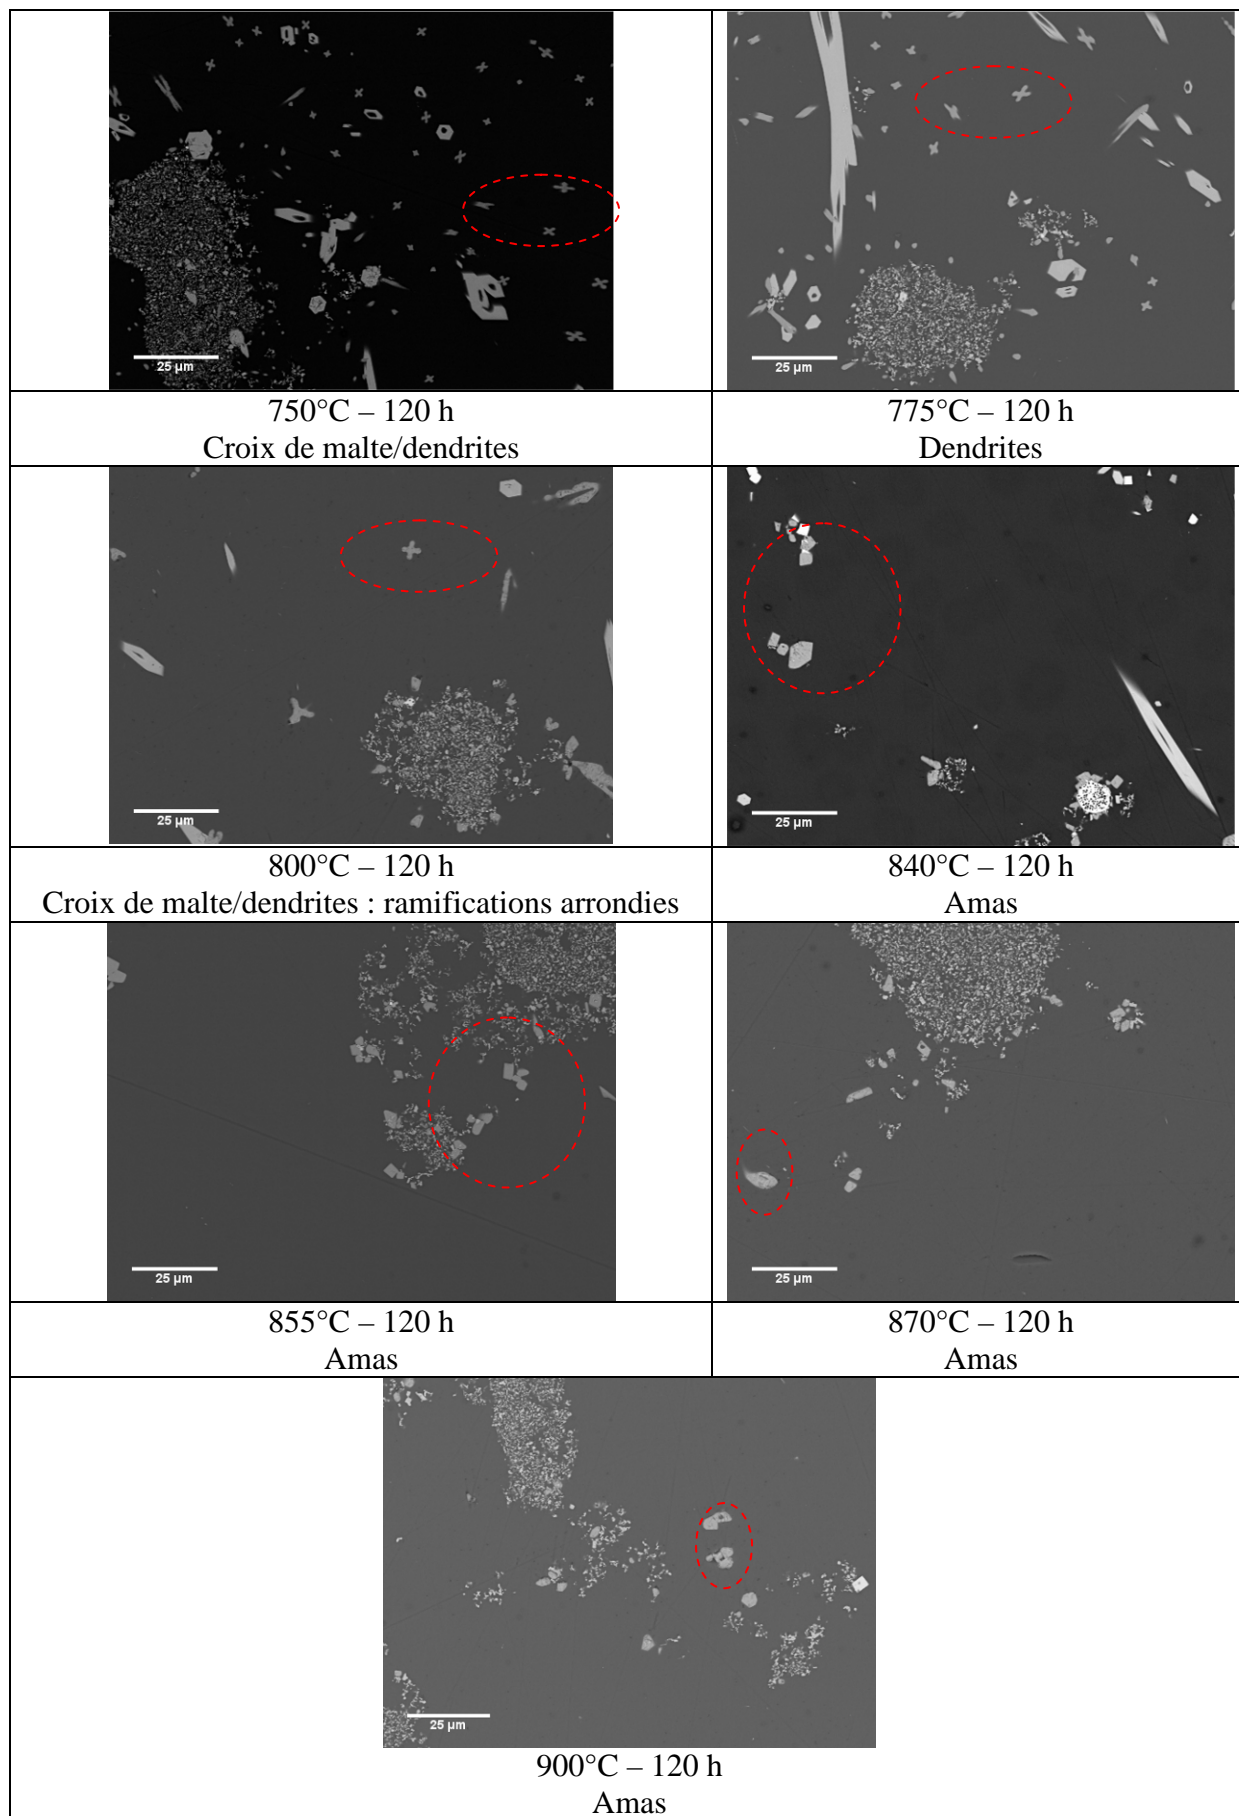 25 µm
25 µm
750°C – 120 h
Croix de malte/dendrites
775°C – 120 h
Dendrites
25 µm
25 µm
800°C – 120 h
Croix de malte/dendrites : ramifications arrondies
840°C – 120 h
Amas
25 µm
25 µm
855°C – 120 h
Amas
870°C – 120 h
Amas
25 µm
900°C – 120 h
Amas